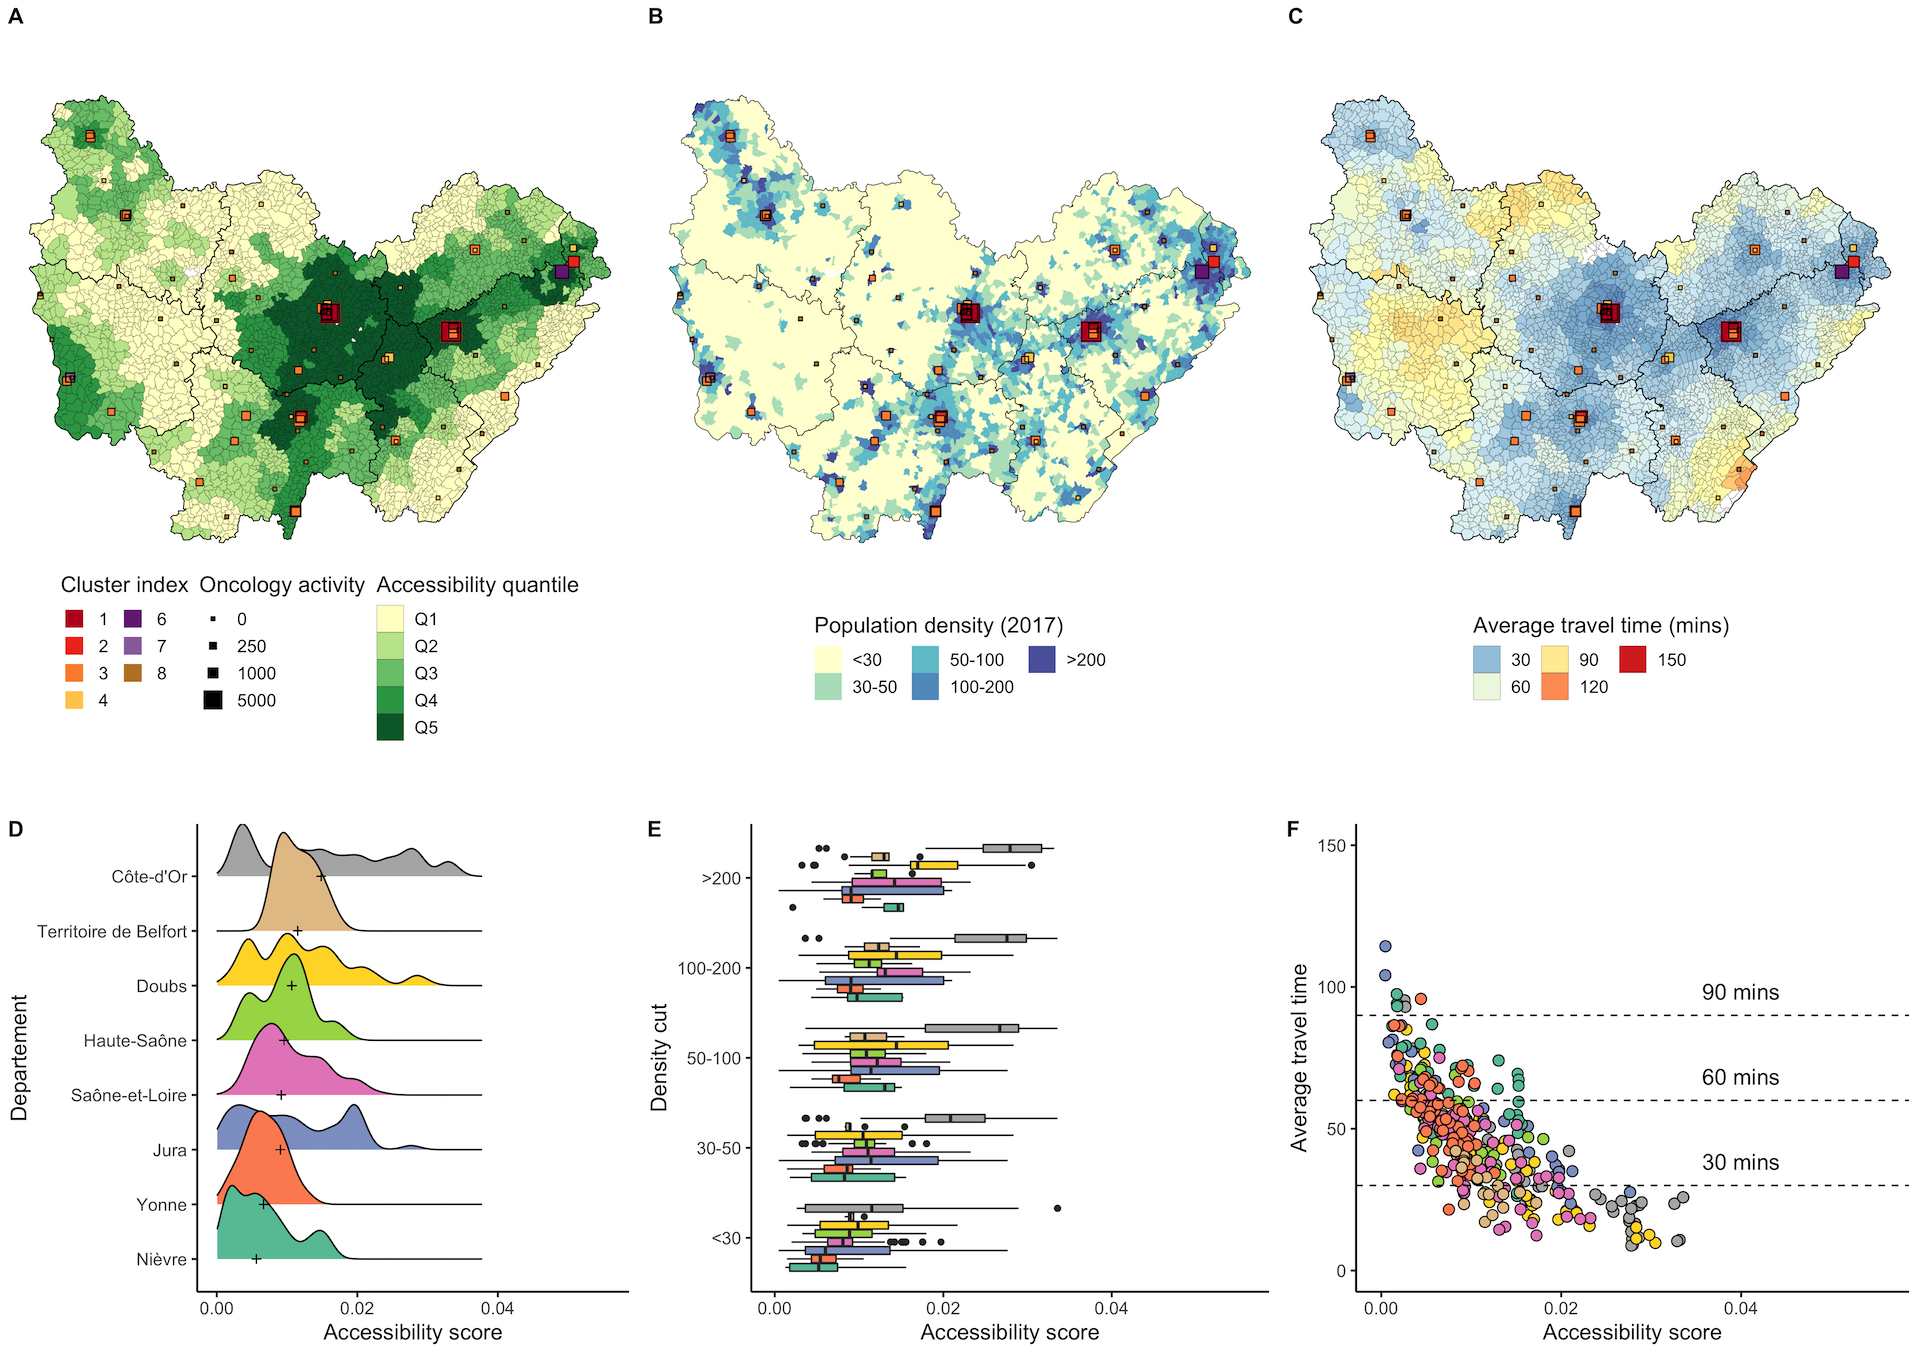 A
B
C
Cluster index
1
2
3
4
6
7
8
Oncology activity
0
250
1000
5000
Accessibility quantile
Q1
Q2
Q3
Q4
Q5
Population density (2017)
<30
30-50
50-100
100-200
>200
Average travel time (mins)
30
60
90
120
150
D
Departement
Côte-d'Or
Territoire de Belfort
Doubs
Haute-Saône
Saône-et-Loire
Jura
Yonne
Nièvre
0.00
0.02
0.04
Accessibility score
E
Density cut
>200
100-200
50-100
30-50
<30
0.00
0.02
0.04
Accessibility score
F
Average travel time
150
100
50
0
90 mins
60 mins
30 mins
0.00
0.02
0.04
Accessibility score